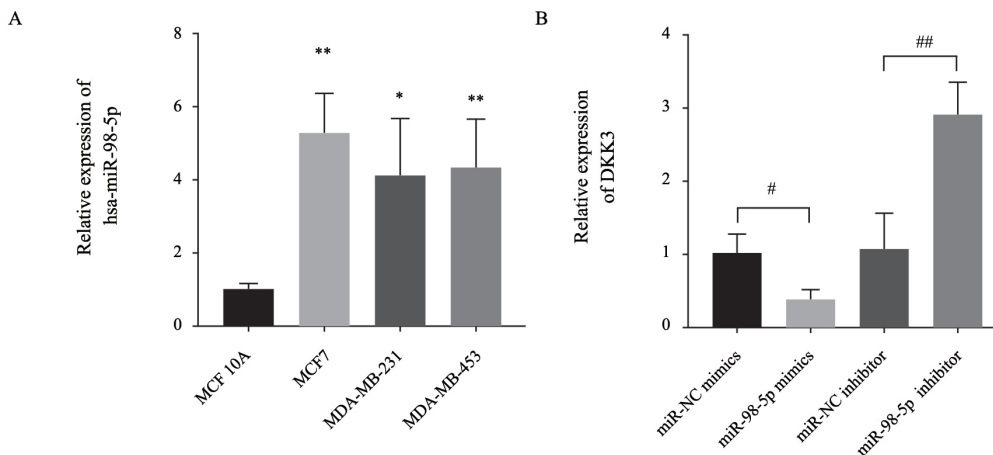 A
Relative expression of
hsa-miR-98-5p
8
6
4
2
0
**
*
**
MCF 10A
MCF7
MDA-MB-231
MDA-MB-453
B
Relative expression
of DKK3
4
3
2
1
0
#
##
miR-NC mimics
miR-98-5p mimics
miR-NC inhibitor
miR-98-5p inhibitor